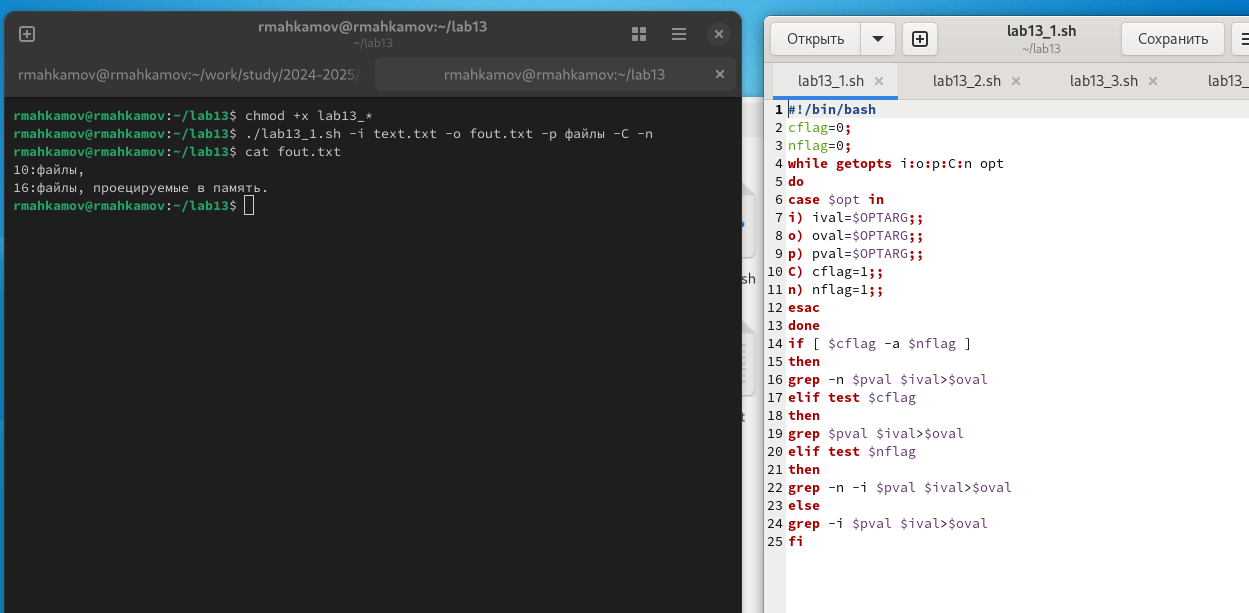 rmahkamov@rmahkamov:~/lab13
~/lab13
rmahkamov@rmahkamov:~/work/study/2024-2025/
rmahkamov@rmahkamov:~/lab13
rmahkamov@rmahkamov:~/lab13$ chmod +x lab13_*
rmahkamov@rmahkamov:~/lab13$ ./lab13_1.sh -i text.txt -o fout.txt -p файлы -C -n
rmahkamov@rmahkamov:~/lab13$ cat fout.txt
10:файлы,
16:файлы, проецируемые в память.
rmahkamov@rmahkamov:~/lab13$
sh
t
Открыть
lab13_1.sh
~/lab13
Сохранить
lab13_1.sh
lab13_2.sh
lab13_3.sh
lab13_
1 #!/bin/bash
2 cflag=0;
3 nflag=0;
4 while getopts i:o:p:C:n opt
5 do
6 case $opt in
7 i) ival=$OPTARG;;
8 o) oval=$OPTARG;;
9 p) pval=$OPTARG;;
10 C) cflag=1;;
11 n) nflag=1;;
12 esac
13 done
14 if [ $cflag -a $nflag ]
15 then
16 grep -n $pval $ival>$oval
17 elif test $cflag
18 then
19 grep $pval $ival>$oval
20 elif test $nflag
21 then
22 grep -n -i $pval $ival>$oval
23 else
24 grep -i $pval $ival>$oval
25 fi